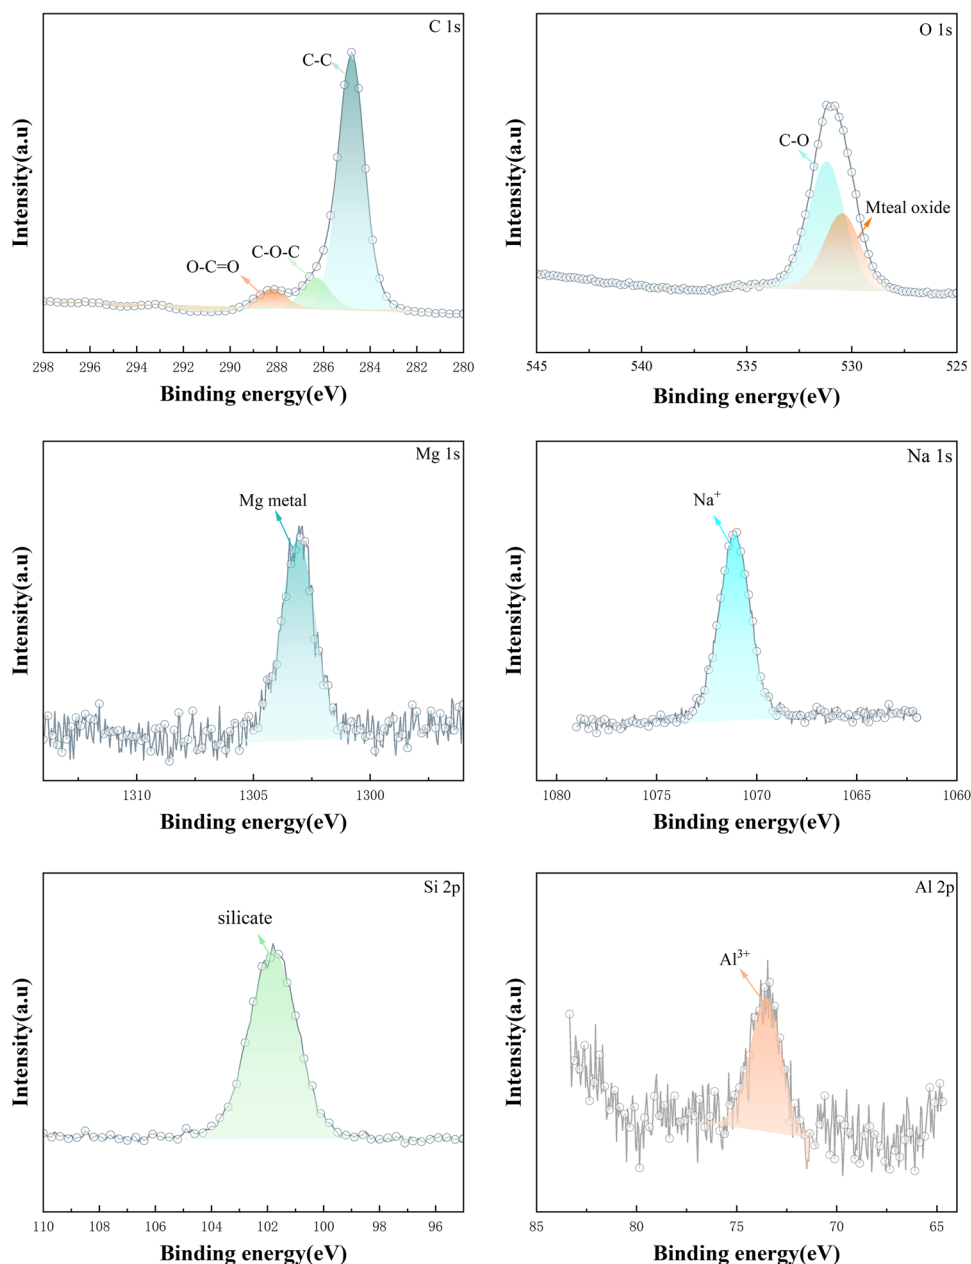 C 1s
C-C
C-O-C
O-C=O
Intensity(a.u)
298 296 294 292 290 288 286 284 282 280
Binding energy(eV)
O 1s
C-O
Mteal oxide
Intensity(a.u)
545 540 535 530 525
Binding energy(eV)
Mg 1s
Mg metal
Intensity(a.u)
1310 1305 1300
Binding energy(eV)
Na 1s
Na⁺
Intensity(a.u)
1080 1075 1070 1065 1060
Binding energy(eV)
Si 2p
silicate
Intensity(a.u)
110 108 106 104 102 100 98 96
Binding energy(eV)
Al 2p
Al³⁺
Intensity(a.u)
85 80 75 70 65
Binding energy(eV)